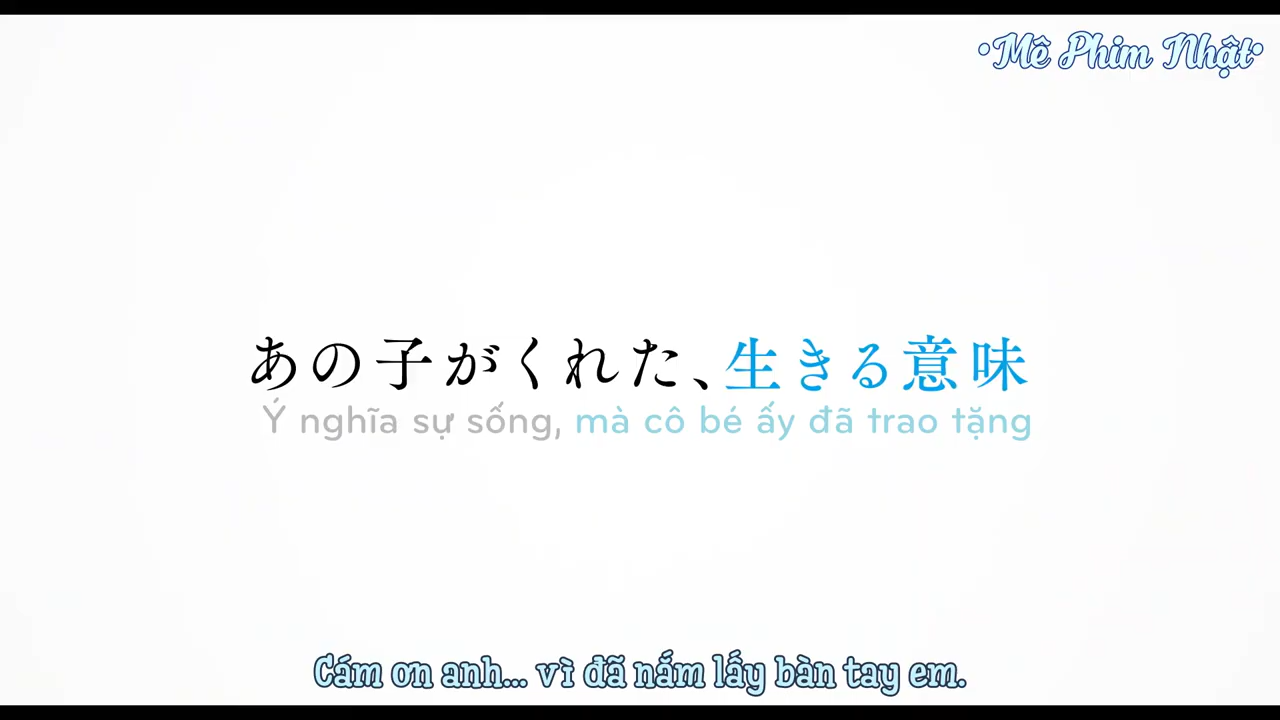 •Mê Phim Nhật•
あの子がくれた、生きる意味
Ý nghĩa sự sống, mà cô bé ấy đã trao tặng
Cám ơn anh... vì đã nắm lấy bàn tay em.